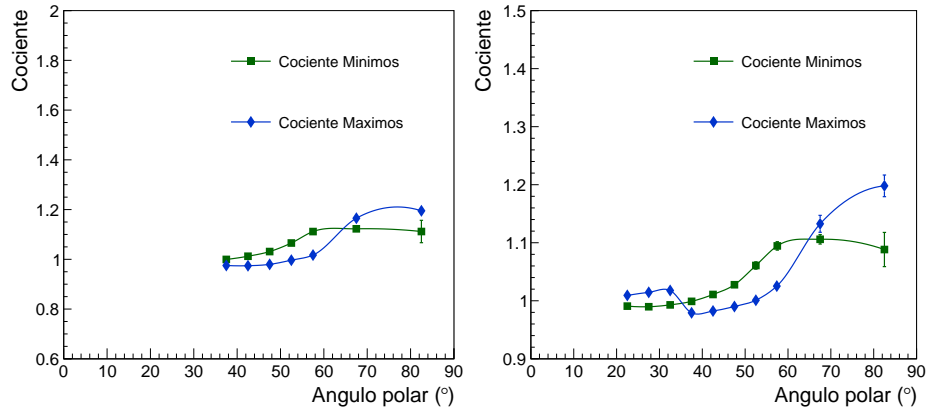 Cociente
2
1.8
1.6
1.4
1.2
1
0.8
0.6
0 10 20 30 40 50 60 70 80 90
Angulo polar (°)
Cociente Minimos
Cociente Maximos
Cociente
1.5
1.4
1.3
1.2
1.1
1
0.9
0 10 20 30 40 50 60 70 80 90
Angulo polar (°)
Cociente Minimos
Cociente Maximos